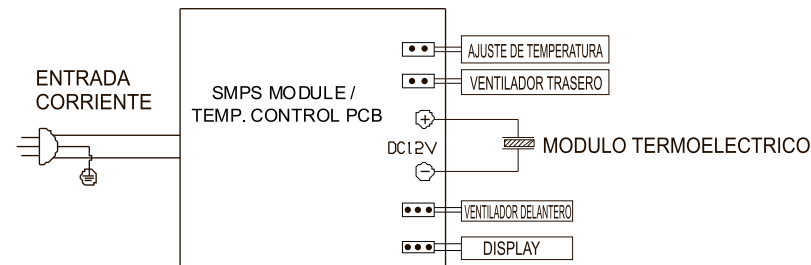 AJUSTE DE TEMPERATURA
ENTRADA
CORRIENTE
SMPS MODULE /
TEMP. CONTROL PCB
VENTILADOR TRASERO
+
DC12V
MODULO TERMOELECTRICO
-
VENTILADOR DELANTERO
DISPLAY